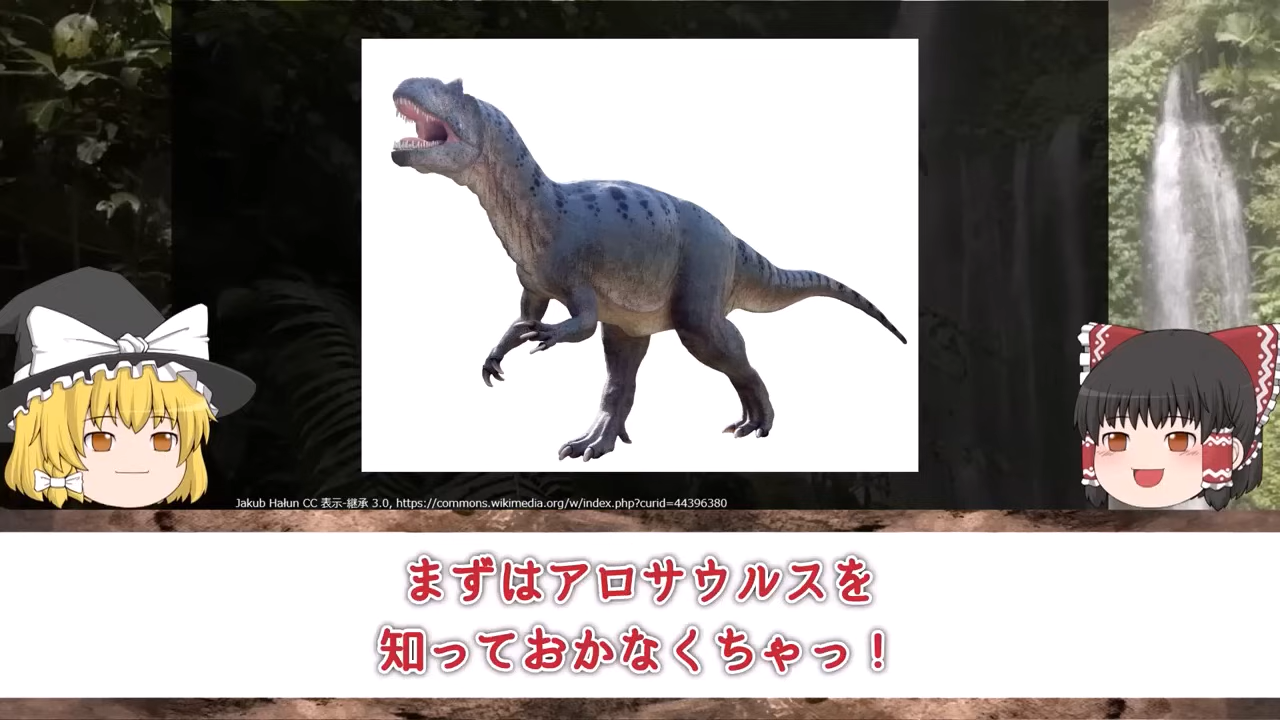 Jakub Hałun CC 表示-継承 3.0, https://commons.wikimedia.org/w/index.php?curid=44396380
まずはアロサウルスを
知っておかなくちゃっ！